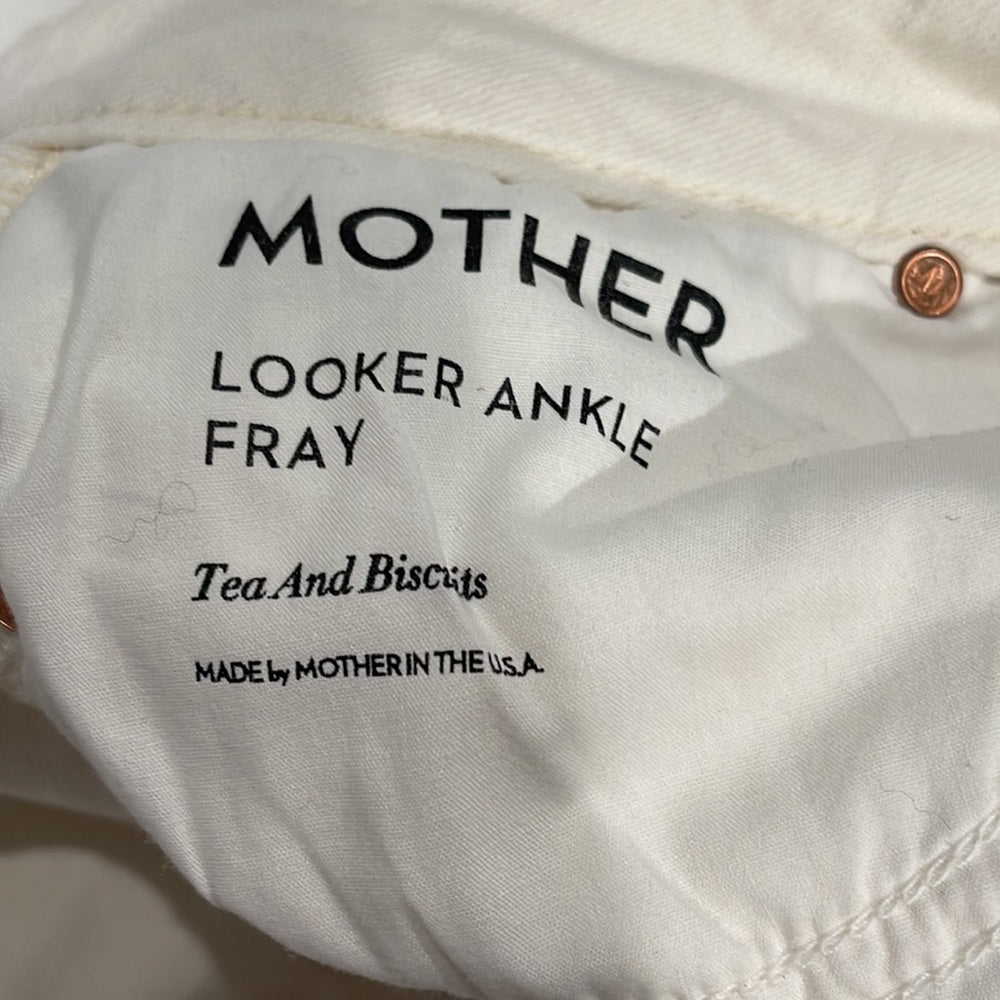 MOTHER
LOOKER ANKLE
FRAY
Tea And Biscuits
MADE by MOTHER IN THE U.S.A.